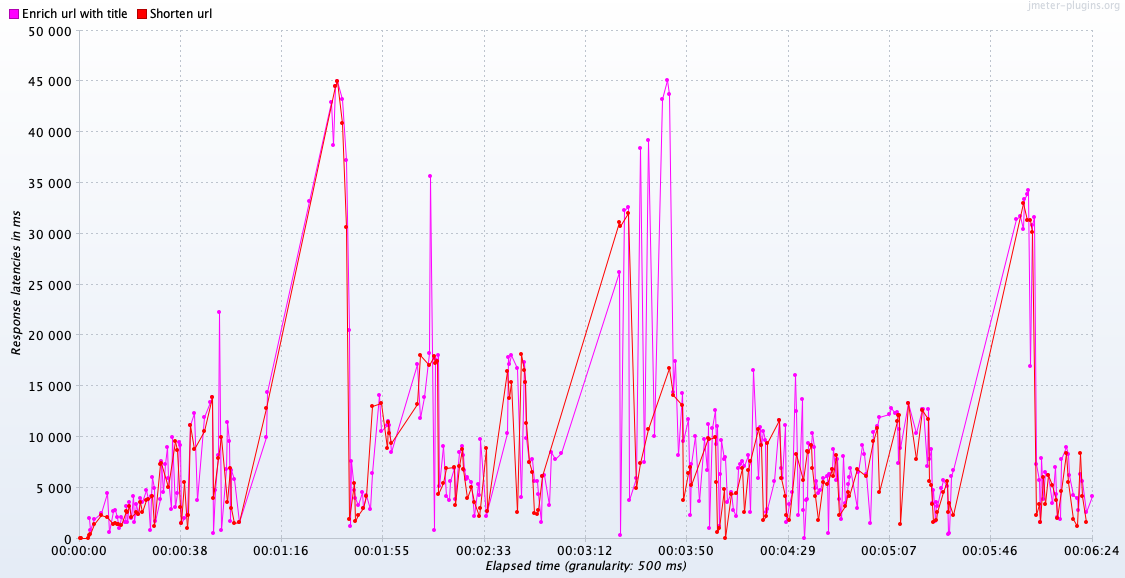 jmeter-plugins.org
Enrich url with title Shorten url
50 000
45 000
40 000
35 000
30 000
25 000
20 000
15 000
10 000
5 000
0
Response latencies in ms
00:00:00 00:00:38 00:01:16 00:01:55 00:02:33 00:03:12 00:03:50 00:04:29 00:05:07 00:05:46 00:06:24
Elapsed time (granularity: 500 ms)